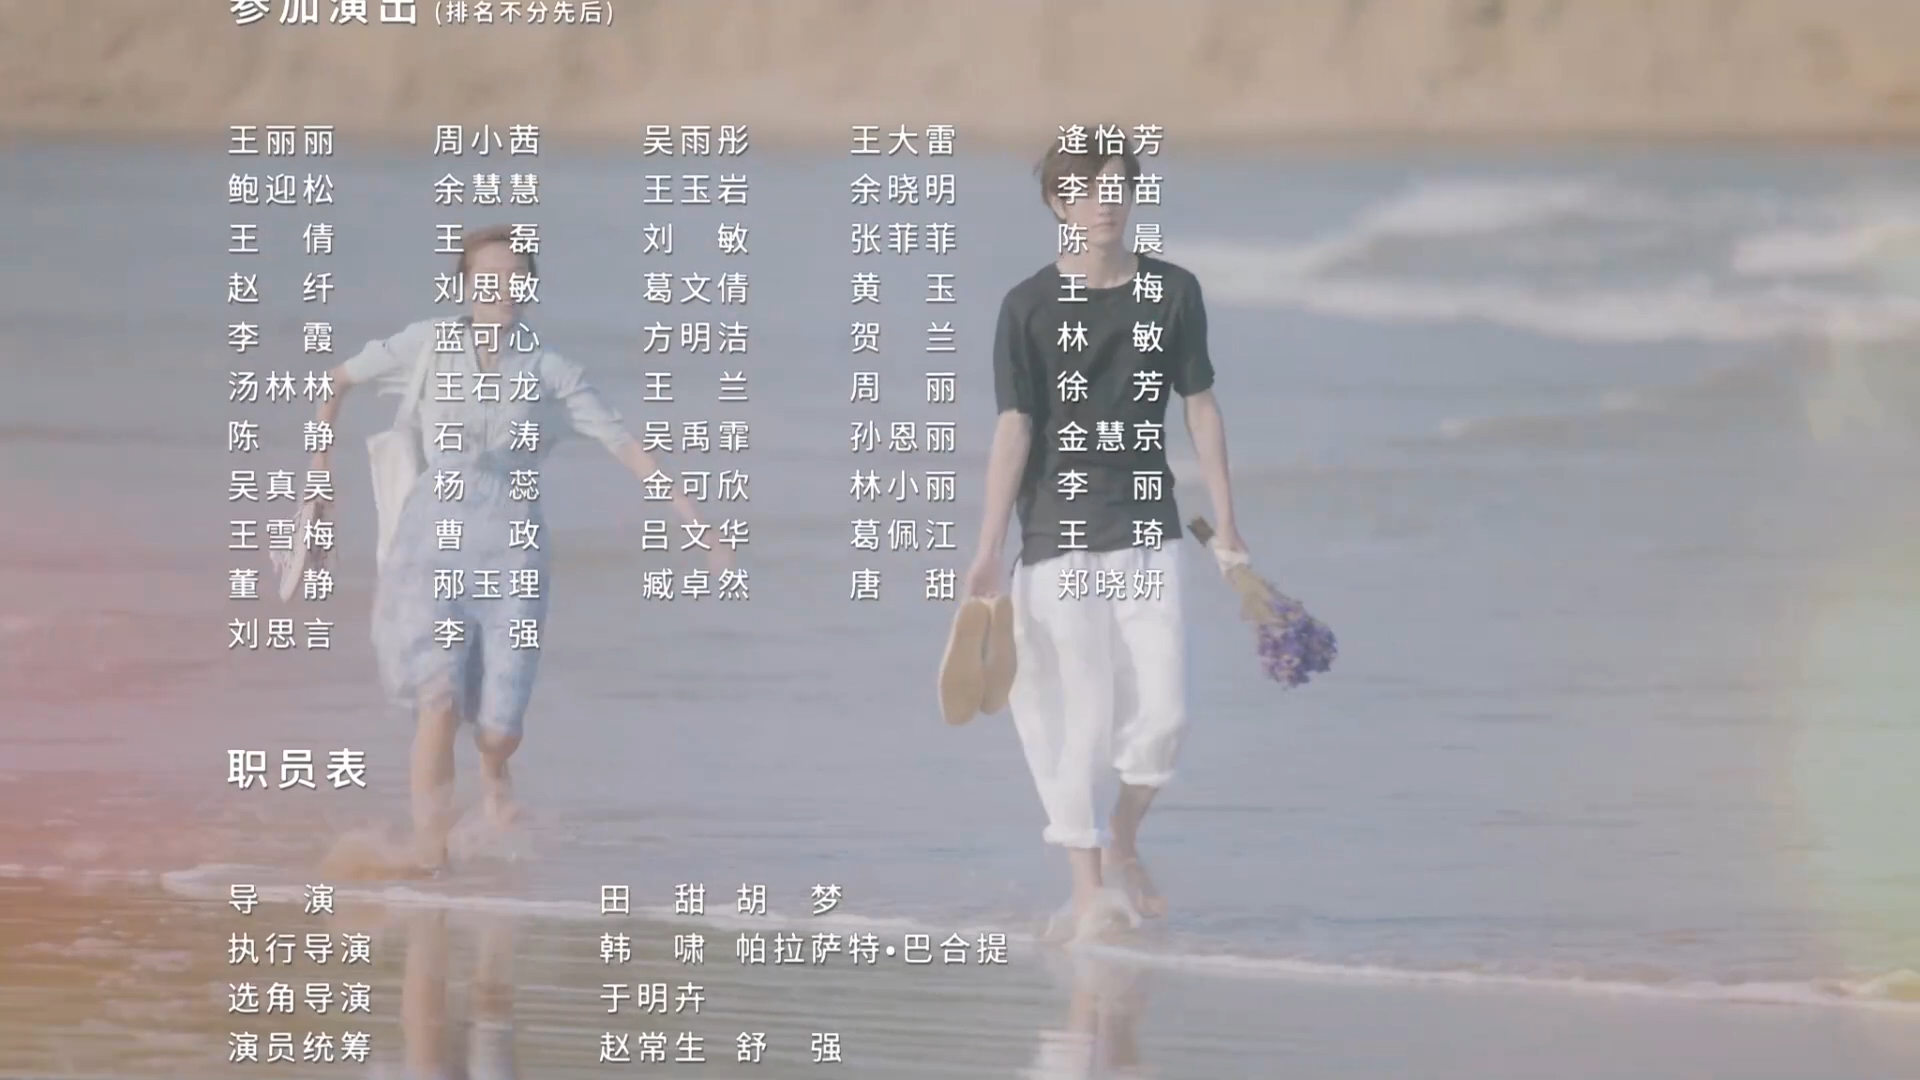 参加演出(排名不分先后)
王丽丽 周小茜 吴雨彤 王大雷 逄怡芳
鲍迎松 余慧慧 王玉岩 余晓明 李苗苗
王 倩 王 磊 刘 敏 张菲菲 陈 晨
赵 纤 刘思敏 葛文倩 黄 玉 王 梅
李 霞 蓝可心 方明洁 贺 兰 林 敏
汤林林 王石龙 王 兰 周 丽 徐 芳
陈 静 石 涛 吴禹霏 孙恩丽 金慧京
吴真昊 杨 蕊 金可欣 林小丽 李 丽
王雪梅 曹 政 吕文华 葛佩江 王 琦
董 静 邴玉理 臧卓然 唐 甜 郑晓妍
刘思言 李 强
职员表
导 演 田 甜 胡 梦
执行导演 韩 啸 帕拉萨特•巴合提
选角导演 于明卉
演员统筹 赵常生 舒 强